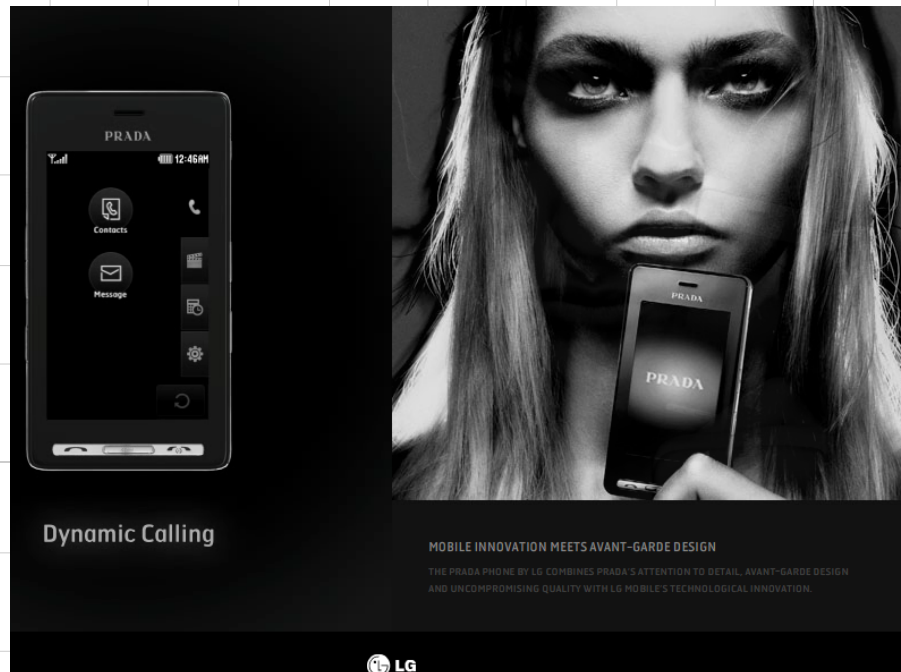 PRADA
12:46AM
Contacts
Message
Dynamic Calling
PRADA
PRADA
MOBILE INNOVATION MEETS AVANT-GARDE DESIGN
THE PRADA PHONE BY LG COMBINES PRADA'S ATTENTION TO DETAIL, AVANT-GARDE DESIGN
AND UNCOMPROMISING QUALITY WITH LG MOBILE'S TECHNOLOGICAL INNOVATION.
LG